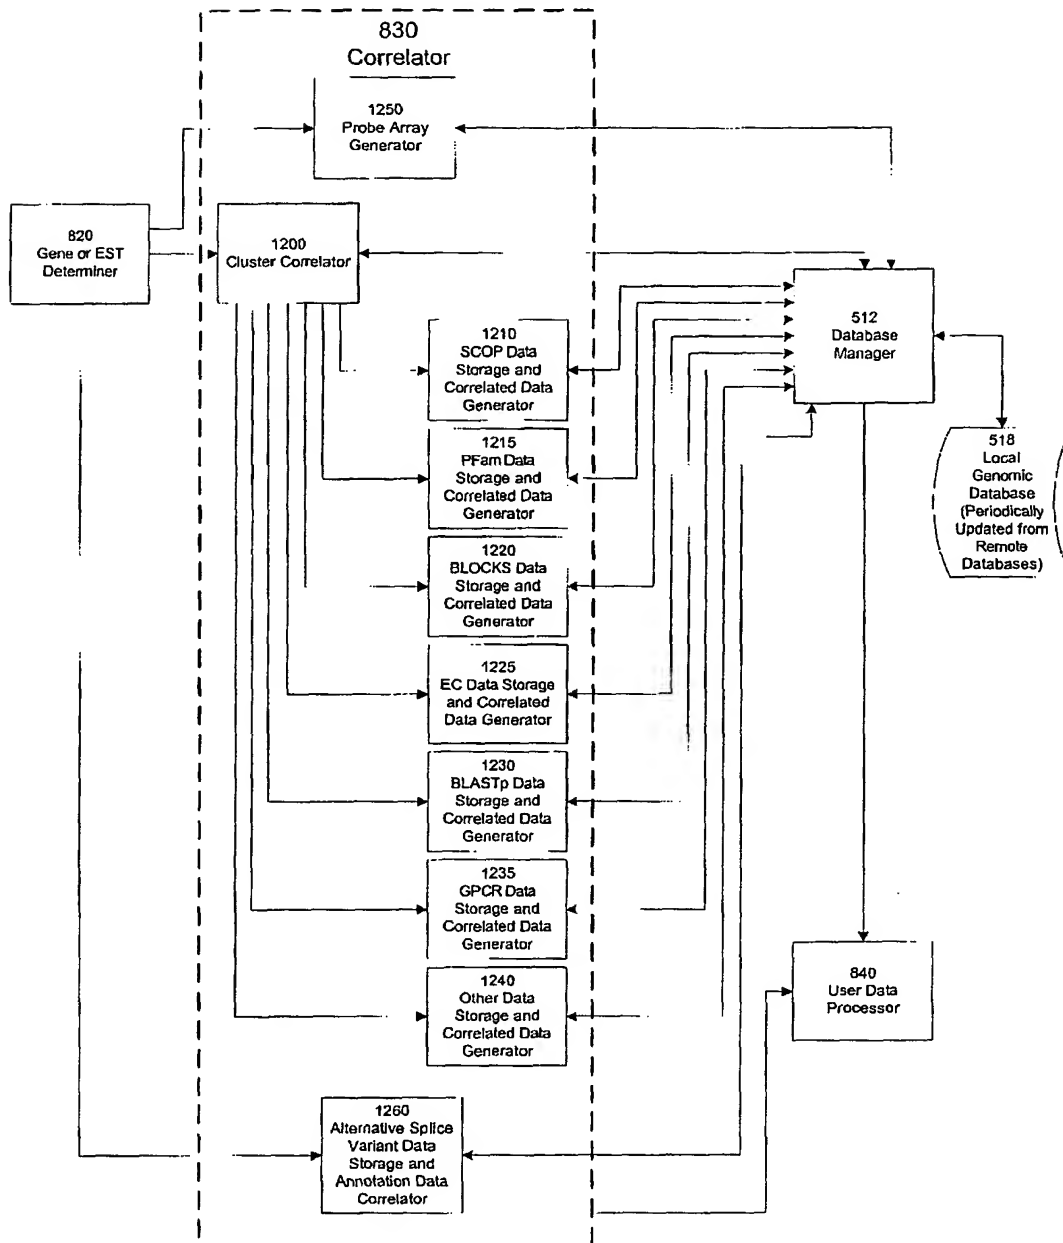 830
Correlator
1250
Probe Array
Generator
820
Gene or EST
Determiner
1200
Cluster Correlator
512
Database
Manager
1210
SCOP Data
Storage and
Correlated Data
Generator
518
Local
Genomic
Database
(Periodically
Updated from
Remote
Databases)
1215
PFam Data
Storage and
Correlated Data
Generator
1220
BLOCKS Data
Storage and
Correlated Data
Generator
1225
EC Data Storage
and Correlated
Data Generator
1230
BLASTp Data
Storage and
Correlated Data
Generator
1235
GPCR Data
Storage and
Correlated Data
Generator
840
User Data
Processor
1240
Other Data
Storage and
Correlated Data
Generator
1260
Alternative Splice
Variant Data
Storage and
Annotation Data
Correlator